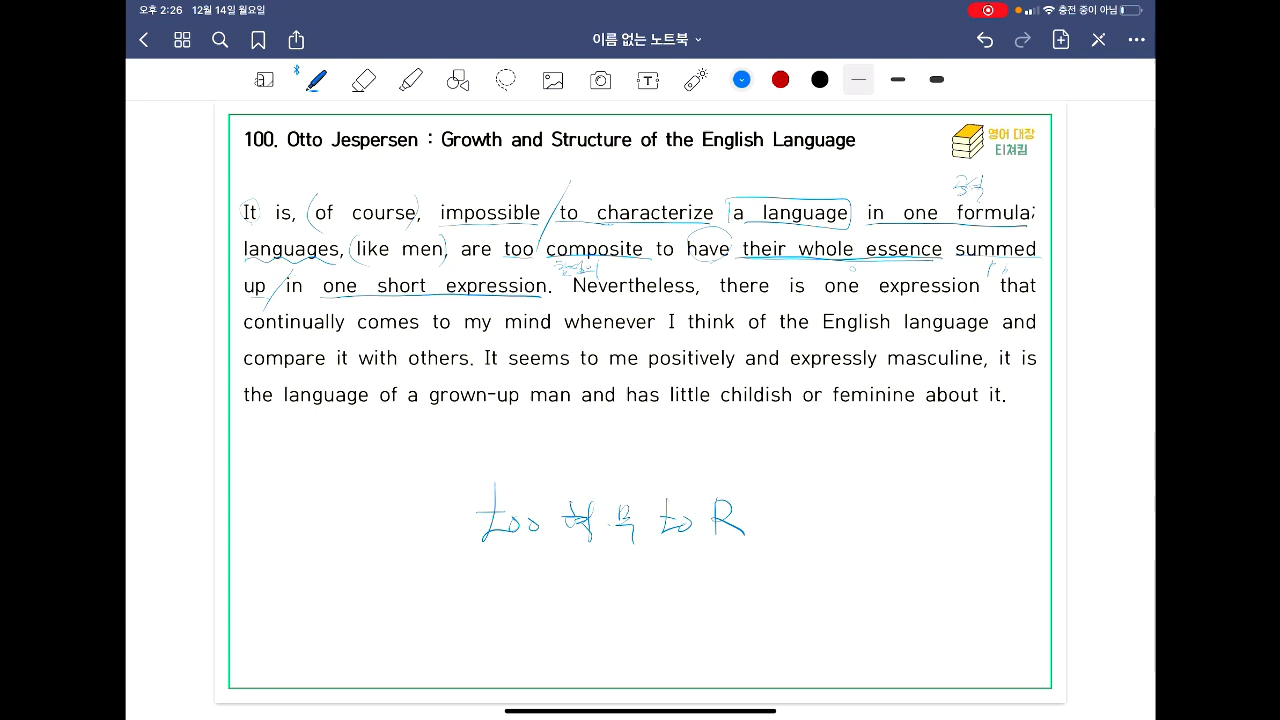 오후 2:26 12월 14일 월요일
충전 중이 아님
이름 없는 노트북
T
100. Otto Jespersen : Growth and Structure of the English Language
영어 대장
티쳐킴
공식
It is, (of course), impossible / to characterize a language in one formula;
languages, (like men), are too composite to have their whole essence summed
up / in one short expression. Nevertheless, there is one expression that
continually comes to my mind whenever I think of the English language and
compare it with others. It seems to me positively and expressly masculine, it is
the language of a grown-up man and has little childish or feminine about it.
too 형 부 to R